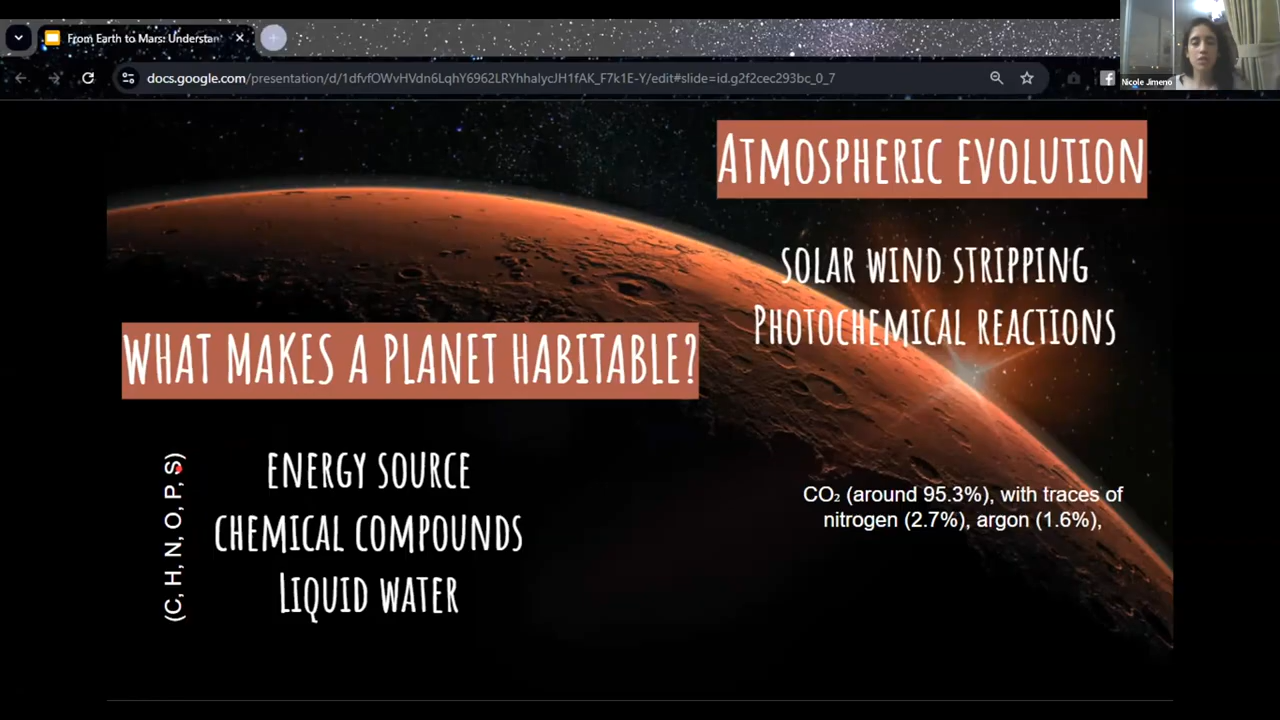 From Earth to Mars: Understan
docs.google.com/presentation/d/1dfvfOWvHVdn6LqhY6962LRYhhalycJH1fAK_F7k1E-Y/edit#slide=id.g2f2cec293bc_0_7
Nicole Jimeno
Atmospheric evolution
solar wind stripping
Photochemical reactions
What makes a planet habitable?
energy source
chemical compounds
Liquid water
(C, H, N, O, P, S)
CO₂ (around 95.3%), with traces of
nitrogen (2.7%), argon (1.6%),